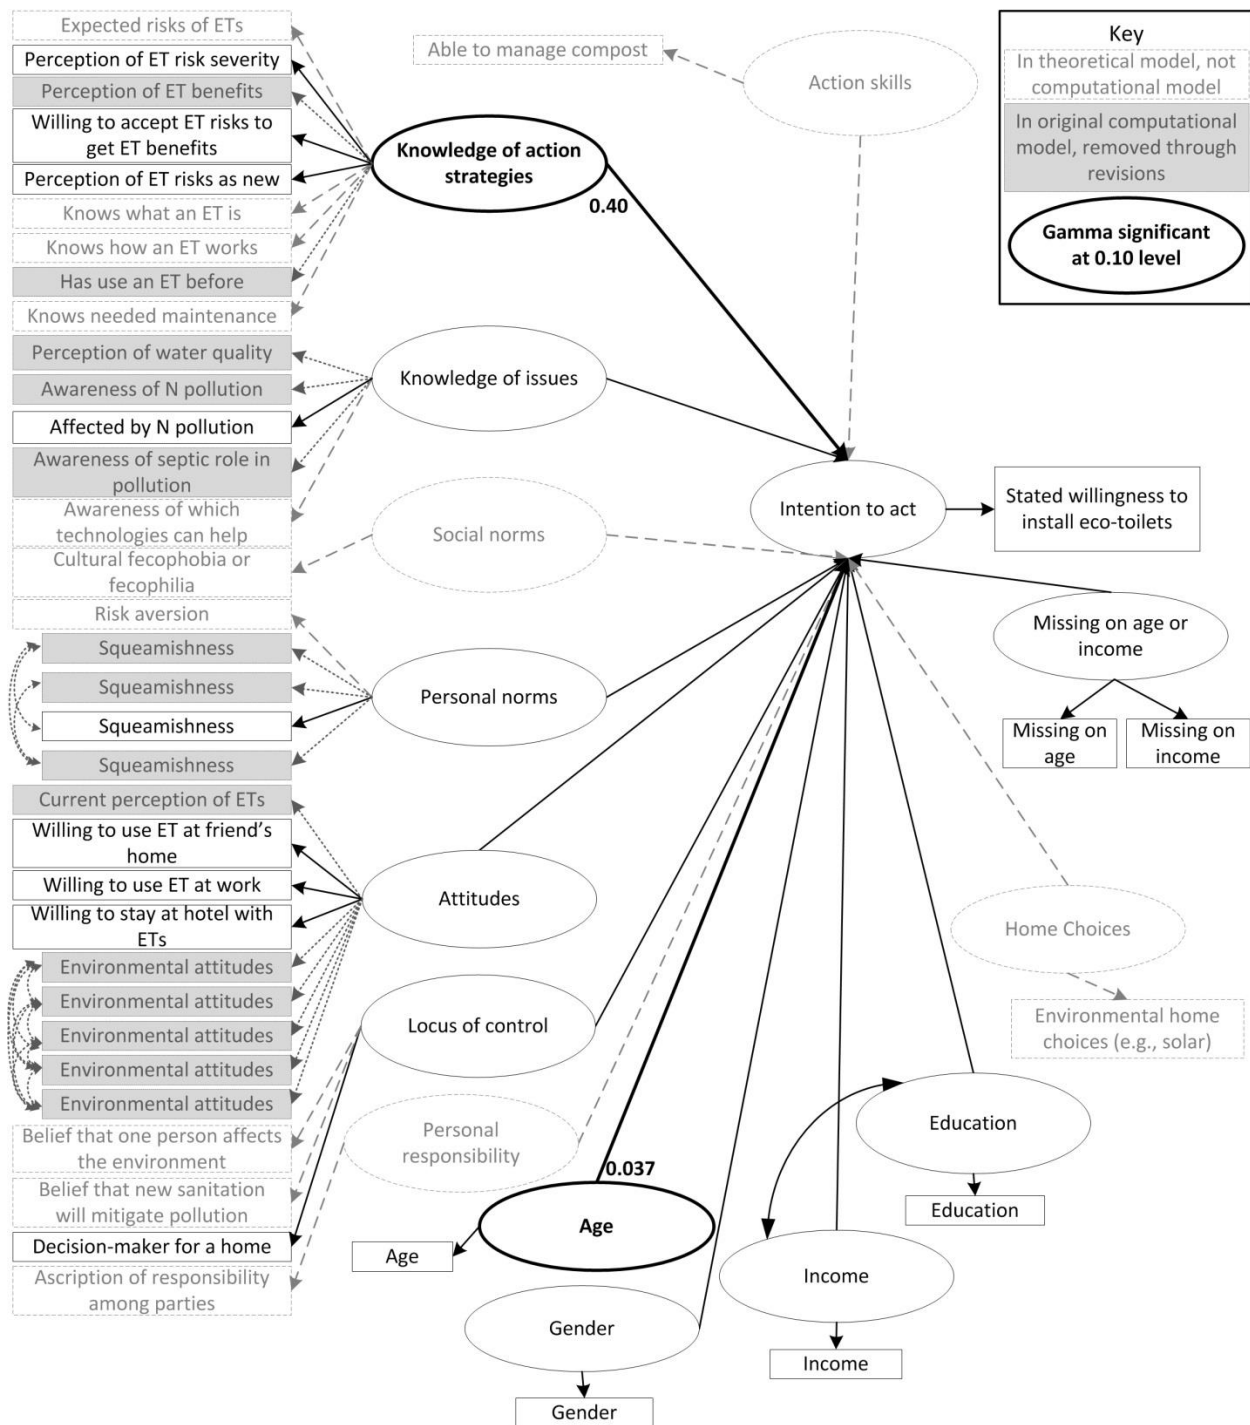 Expected risks of ETs
Perception of ET risk severity
Perception of ET benefits
Willing to accept ET risks to
get ET benefits
Perception of ET risks as new
Knows what an ET is
Knows how an ET works
Has use an ET before
Knows needed maintenance
Perception of water quality
Awareness of N pollution
Affected by N pollution
Awareness of septic role in
pollution
Awareness of which
technologies can help
Cultural fecophobia or
fecophilia
Risk aversion
Squeamishness
Squeamishness
Squeamishness
Squeamishness
Current perception of ETs
Willing to use ET at friend's
home
Willing to use ET at work
Willing to stay at hotel with
ETs
Environmental attitudes
Environmental attitudes
Environmental attitudes
Environmental attitudes
Environmental attitudes
Belief that one person affects
the environment
Belief that new sanitation
will mitigate pollution
Decision-maker for a home
Ascription of responsibility
among parties
Able to manage compost
Action skills
Knowledge of action
strategies
0.40
Knowledge of issues
Social norms
Personal norms
Attitudes
Locus of control
Personal
responsibility
0.037
Age
Age
Gender
Gender
Income
Income
Education
Education
Home Choices
Environmental home
choices (e.g., solar)
Missing on age or
income
Missing on
age
Missing on
income
Intention to act
Stated willingness to
install eco-toilets
Key
In theoretical model, not
computational model
In original computational
model, removed through
revisions
Gamma significant
at 0.10 level